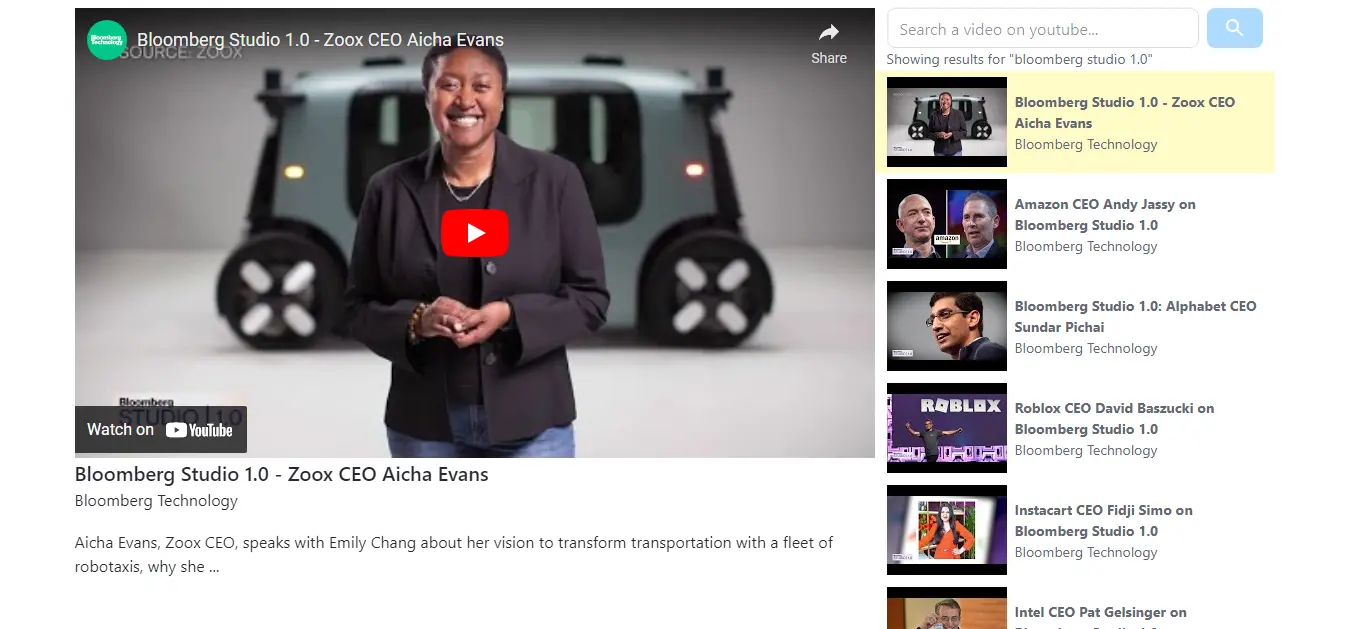 Bloomberg Technology
Bloomberg Studio 1.0 - Zoox CEO Aicha Evans
SOURCE: ZOOX
Share
Bloomberg
STUDIO | 1.0
Watch on YouTube
Bloomberg Studio 1.0 - Zoox CEO Aicha Evans
Bloomberg Technology
Aicha Evans, Zoox CEO, speaks with Emily Chang about her vision to transform transportation with a fleet of
robotaxis, why she ...
Search a video on youtube...
Showing results for "bloomberg studio 1.0"
Bloomberg Studio 1.0 - Zoox CEO
Aicha Evans
Bloomberg Technology
amazon
Amazon CEO Andy Jassy on
Bloomberg Studio 1.0
Bloomberg Technology
Bloomberg Studio 1.0: Alphabet CEO
Sundar Pichai
Bloomberg Technology
ROBLOX
Roblox CEO David Baszucki on
Bloomberg Studio 1.0
Bloomberg Technology
Instacart CEO Fidji Simo on
Bloomberg Studio 1.0
Bloomberg Technology
Intel CEO Pat Gelsinger on